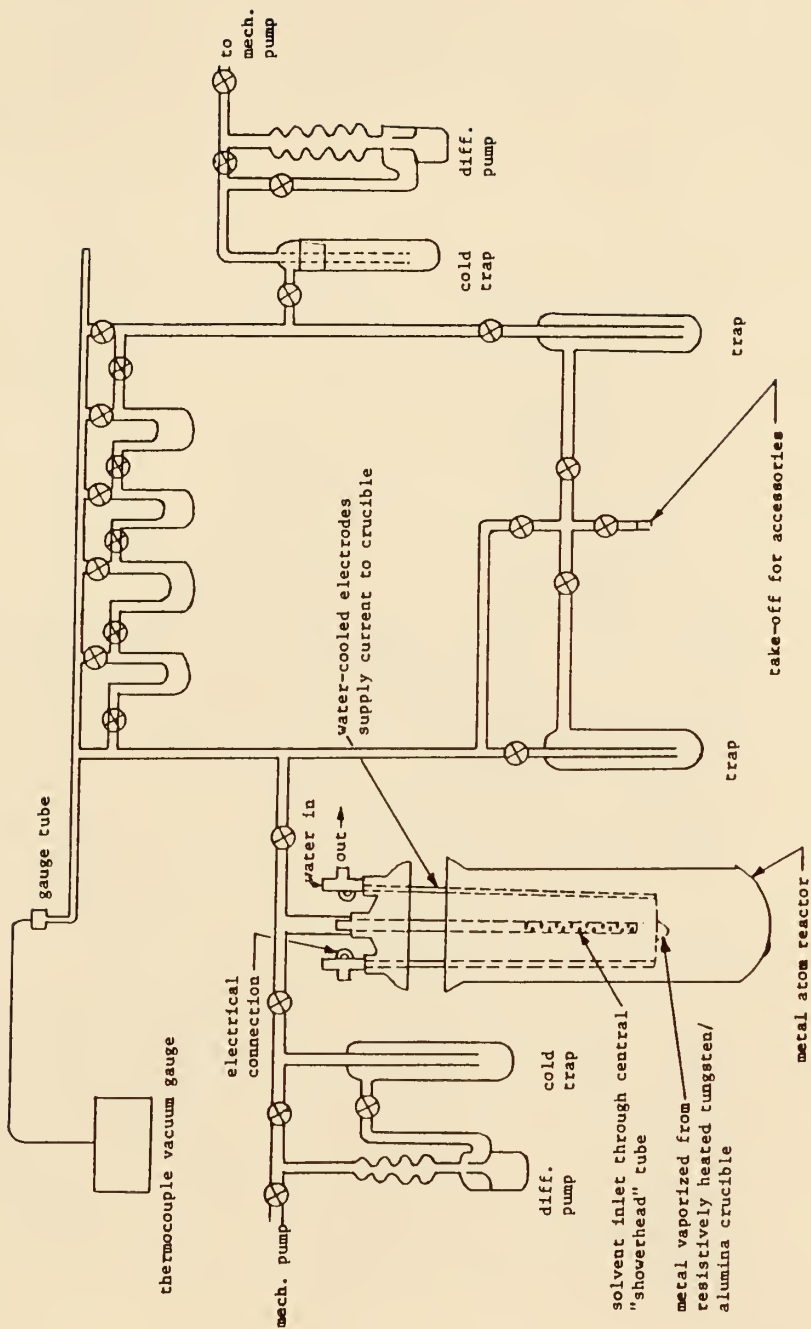 thermocouple vacuum gauge
gauge tube
to
mech.
pump
diff.
pump
cold
trap
trap
water-cooled electrodes
supply current to crucible
take-off for accessories
trap
water in
out
electrical
connection
mech. pump
diff.
pump
cold
trap
solvent inlet through central
"showerhead" tube
metal vaporized from
resistively heated tungsten/
alumina crucible
metal atom reactor